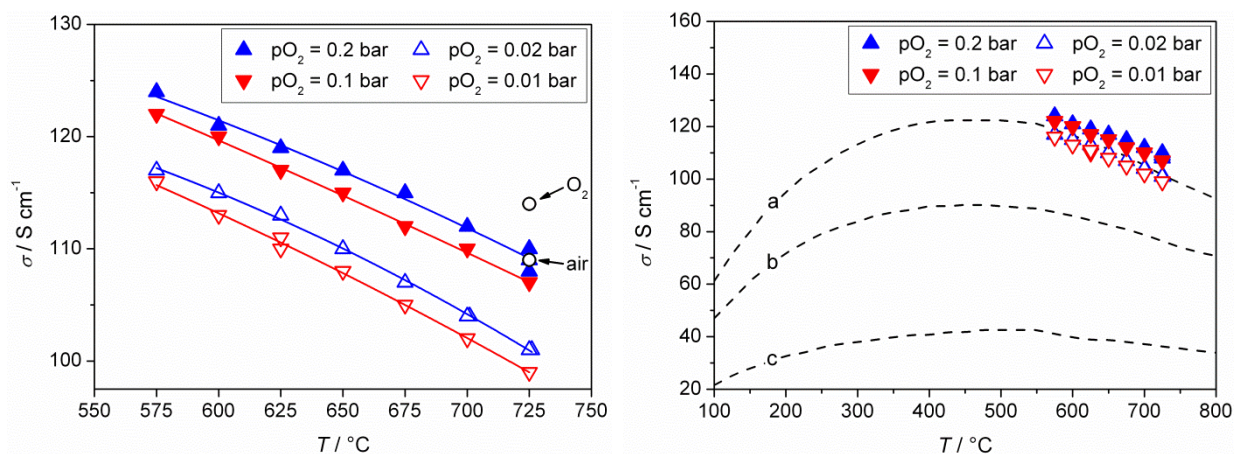 130
120
110
100
σ / S cm⁻¹
pO₂ = 0.2 bar pO₂ = 0.02 bar
pO₂ = 0.1 bar pO₂ = 0.01 bar
O₂
air
550 575 600 625 650 675 700 725 750
T / °C
160
140
120
100
80
60
40
20
σ / S cm⁻¹
pO₂ = 0.2 bar pO₂ = 0.02 bar
pO₂ = 0.1 bar pO₂ = 0.01 bar
a
b
c
100 200 300 400 500 600 700 800
T / °C